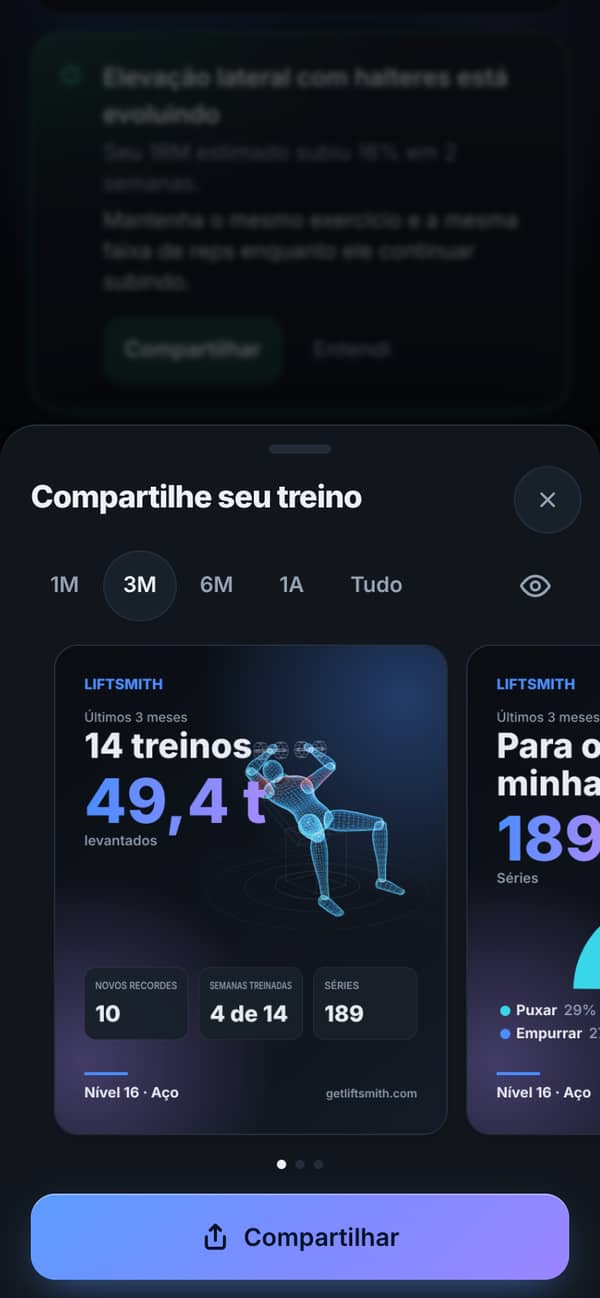 Elevação lateral com halteres está
evoluindo
Seu 1RM estimado subiu 16% em 2
semanas.
Mantenha o mesmo exercício e a mesma
faixa de reps enquanto ele continuar
subindo.
Compartilhar Entendi
Compartilhe seu treino
1M 3M 6M 1A Tudo
LIFTSMITH
Últimos 3 meses
14 treinos
49,4 t
levantados
NOVOS RECORDES
10
SEMANAS TREINADAS
4 de 14
SÉRIES
189
Nível 16 · Aço
getliftsmith.com
LIFTSMITH
Últimos 3 meses
Para o
minha
189
Séries
Puxar 29%
Empurrar
Nível 16 · Aço
Compartilhar